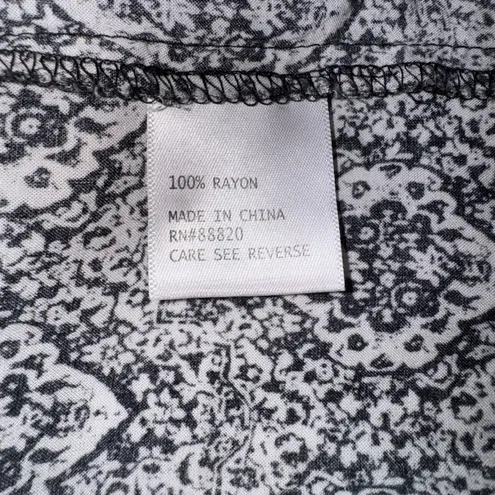 100% RAYON
MADE IN CHINA
RN#88820
CARE SEE REVERSE